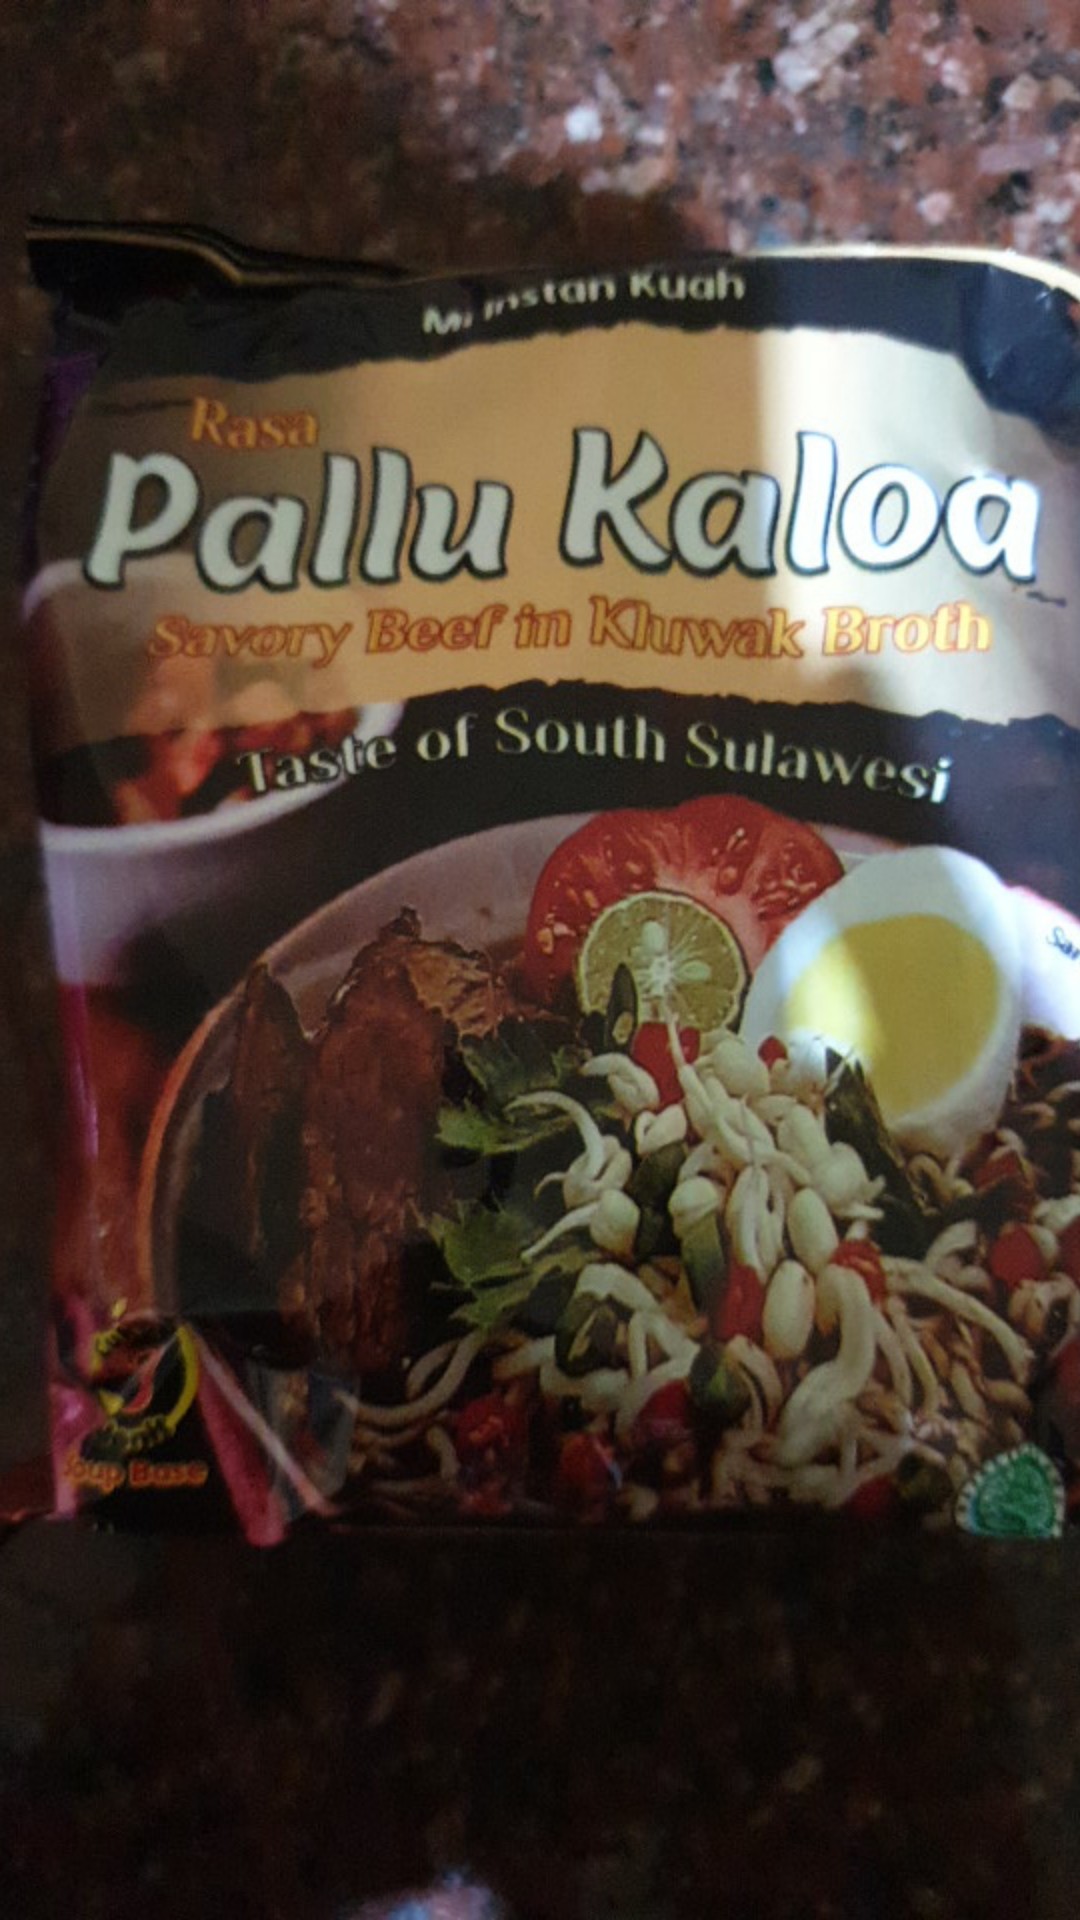 Mi Instan Kuah
Rasa
Pallu Kaloa
Savory Beef in Kluwak Broth
Taste of South Sulawesi
Soup Base